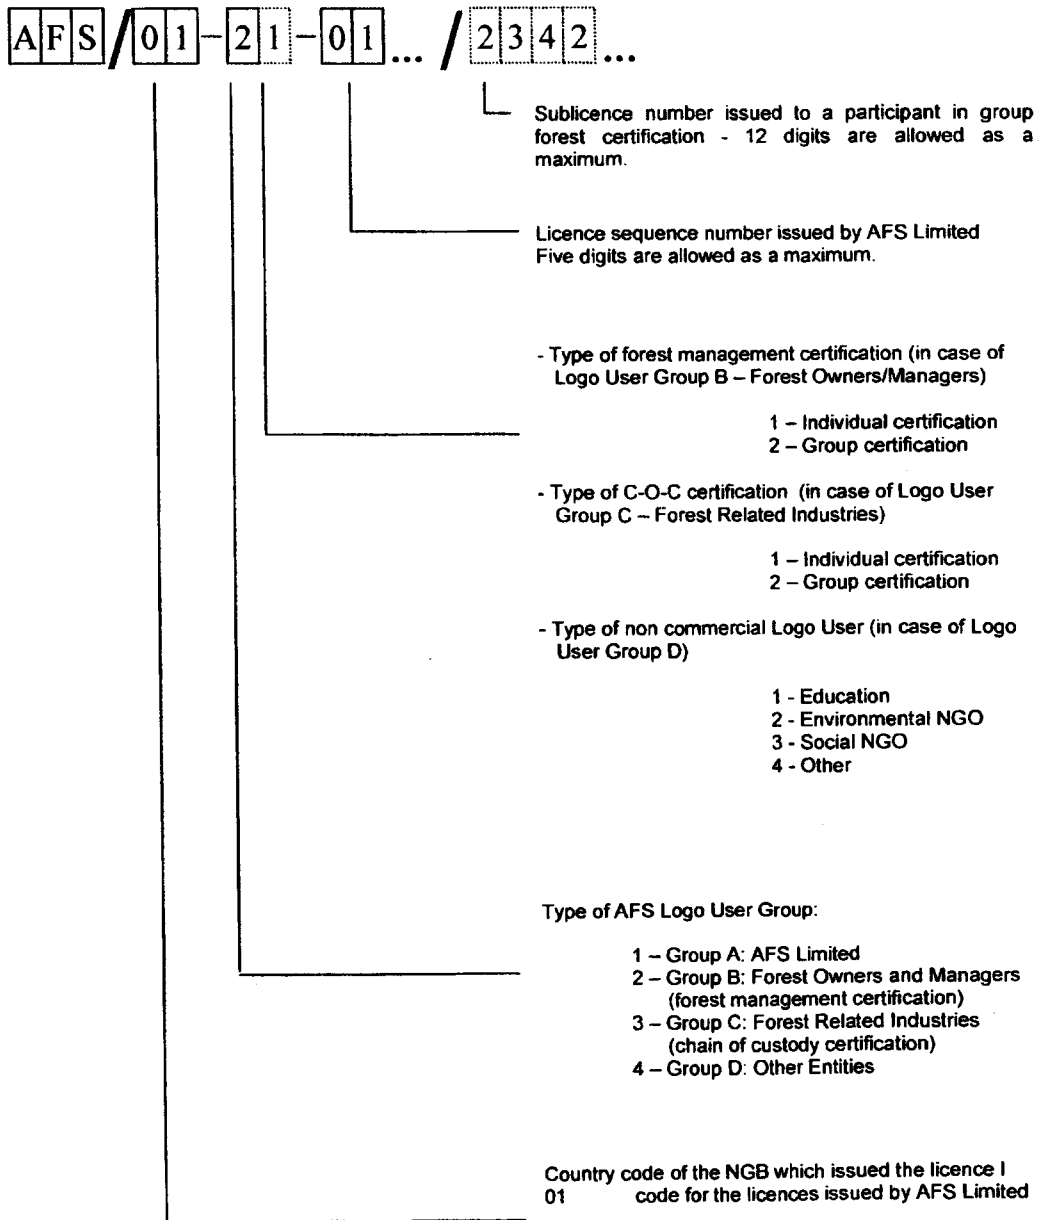 AFS/01-21-01... / 2342...
Sublicence number issued to a participant in group
forest certification - 12 digits are allowed as a
maximum.
Licence sequence number issued by AFS Limited
Five digits are allowed as a maximum.
- Type of forest management certification (in case of
Logo User Group B – Forest Owners/Managers)
1 – Individual certification
2 – Group certification
- Type of C-O-C certification (in case of Logo User
Group C – Forest Related Industries)
1 – Individual certification
2 – Group certification
- Type of non commercial Logo User (in case of Logo
User Group D)
1 - Education
2 - Environmental NGO
3 - Social NGO
4 - Other
Type of AFS Logo User Group:
1 – Group A: AFS Limited
2 – Group B: Forest Owners and Managers
(forest management certification)
3 – Group C: Forest Related Industries
(chain of custody certification)
4 – Group D: Other Entities
Country code of the NGB which issued the licence I
01 code for the licences issued by AFS Limited